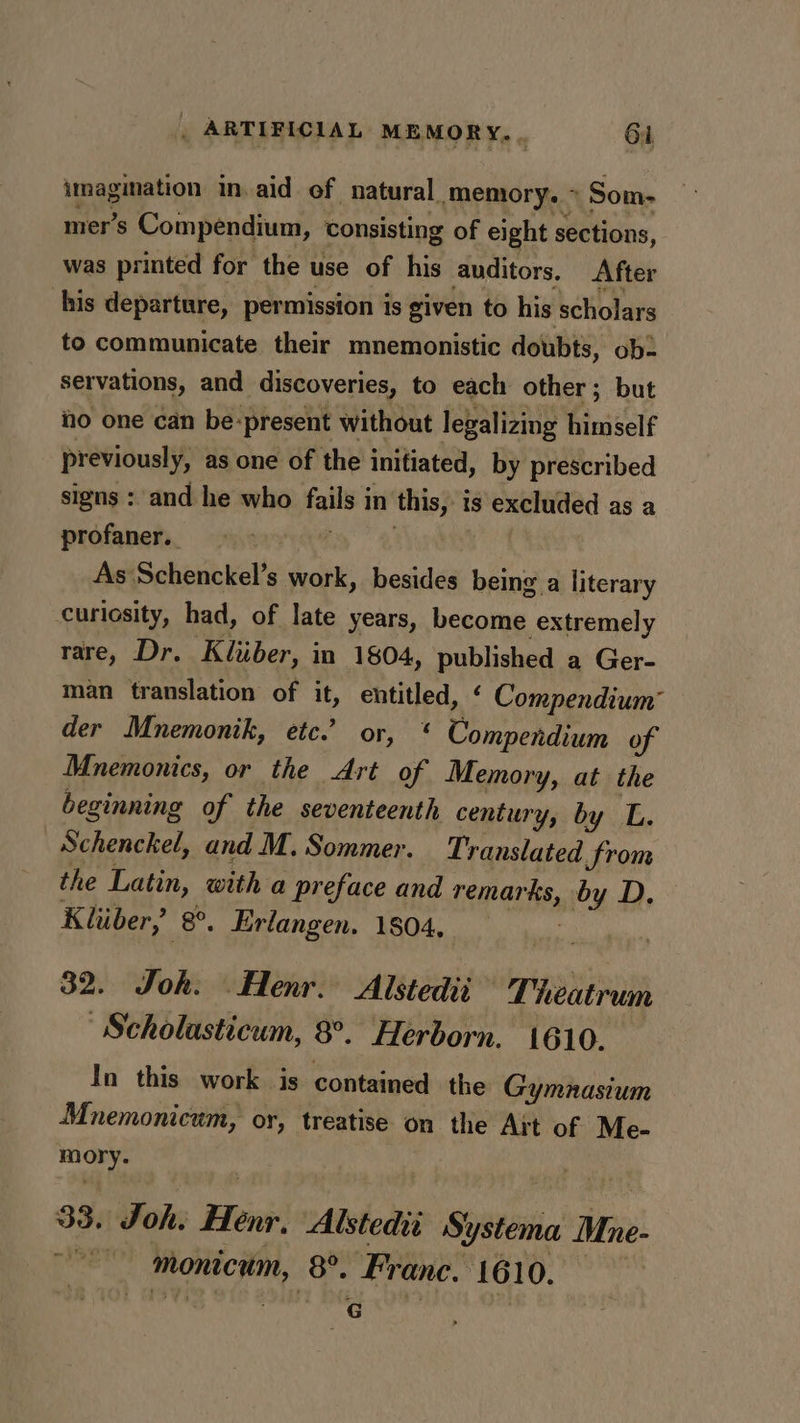 ARTIFICIAL MEMORY. 61
imagination in aid of natural memory. Som-
mer's Compendium, consisting of eight sections,
was printed for the use of his auditors. After
his departure, permission is given to his scholars
to communicate their mnemonistic doubts, ob-
servations, and discoveries, to each other; but
no one can be present without legalizing himself
previously, as one of the initiated, by prescribed
signs: and he who fails in this, is excluded as a
profaner.
As Schenckel's work, besides being a literary
curiosity, had, of late years, become extremely
rare, Dr. Klüber, in 1804, published a Ger-
man translation of it, entitled, ‘ Compendium
der Mnemonik, etc.’ or, ‘ Compendium of
Mnemonics, or the Art of Memory, at the
beginning of the seventeenth century, by L.
Schenckel, and M. Sommer. Translated from
the Latin, with a preface and remarks, by D.
Klüber,’ 8°. Erlangen. 1804.
32. Joh. Henr. Alstedii Theatrum
Scholasticum, 8°. Herborn. 1610.
In this work is contained the Gymnasium
Mnemonicum, or, treatise on the Art of Me-
mory.
33. Joh. Henr. Alstedii Systema Mne-
monicum, 8°. Franc. 1610.
G